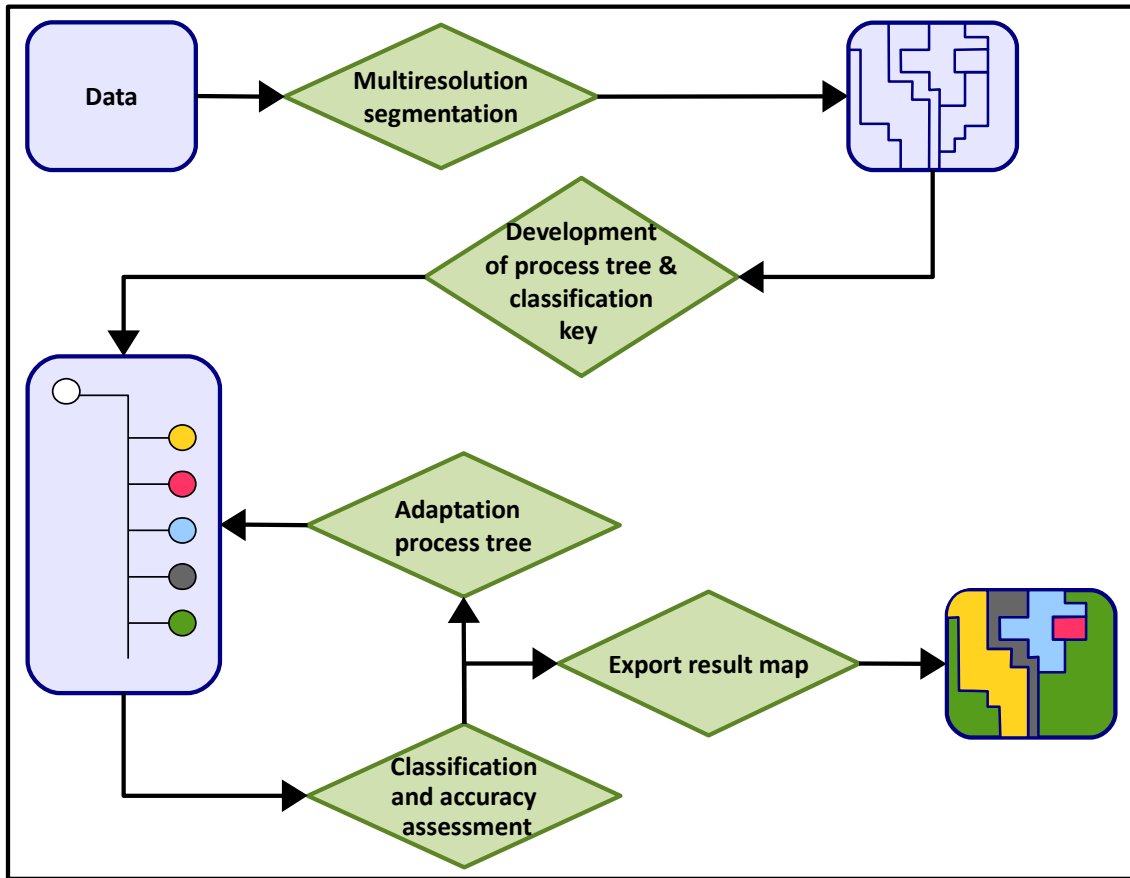 Data
Multiresolution
segmentation
Development
of process tree &
classification
key
Adaptation
process tree
Export result map
Classification
and accuracy
assessment